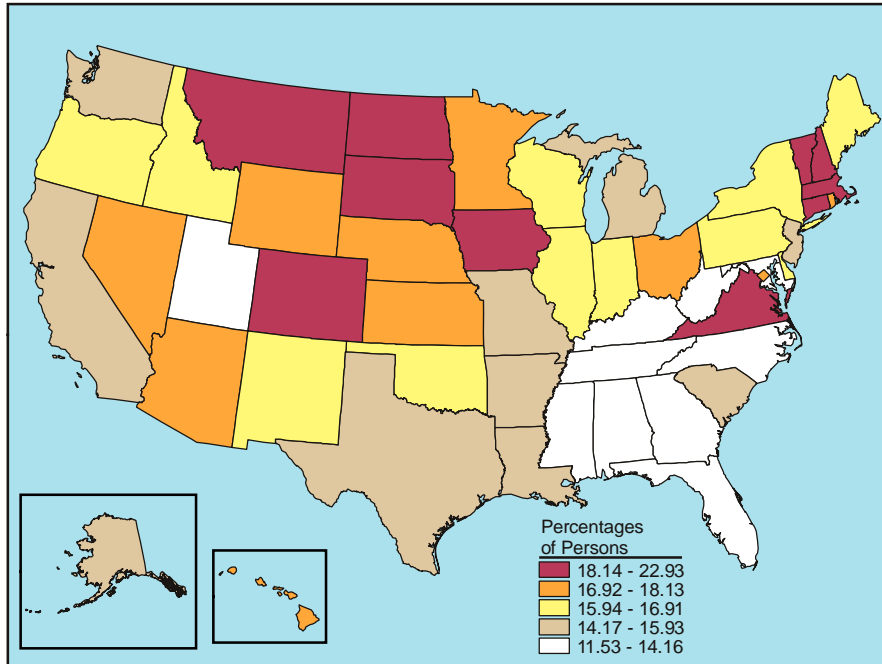 Percentages
of Persons
18.14 - 22.93
16.92 - 18.13
15.94 - 16.91
14.17 - 15.93
11.53 - 14.16